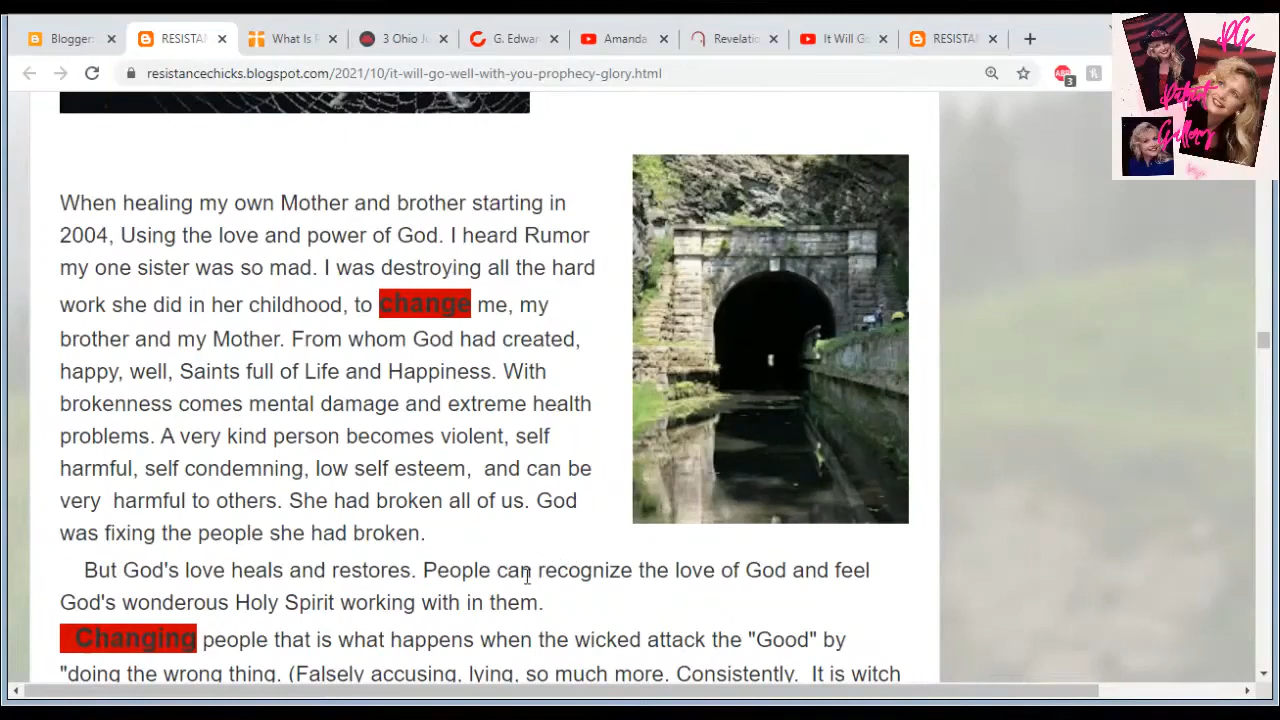 Blogger:
RESISTAN
What Is F
3 Ohio J
G. Edwar
Amanda
Revelatio
It Will Go
RESISTAN
PG
resistancechicks.blogspot.com/2021/10/it-will-go-well-with-you-prophecy-glory.html
ABP
3
Patriot
Gallery
When healing my own Mother and brother starting in
2004, Using the love and power of God. I heard Rumor
my one sister was so mad. I was destroying all the hard
work she did in her childhood, to change me, my
brother and my Mother. From whom God had created,
happy, well, Saints full of Life and Happiness. With
brokenness comes mental damage and extreme health
problems. A very kind person becomes violent, self
harmful, self condemning, low self esteem, and can be
very harmful to others. She had broken all of us. God
was fixing the people she had broken.
But God's love heals and restores. People can recognize the love of God and feel
God's wonderous Holy Spirit working with in them.
Changing people that is what happens when the wicked attack the "Good" by
"doing the wrong thing. (Falsely accusing, lying, so much more. Consistently. It is witch